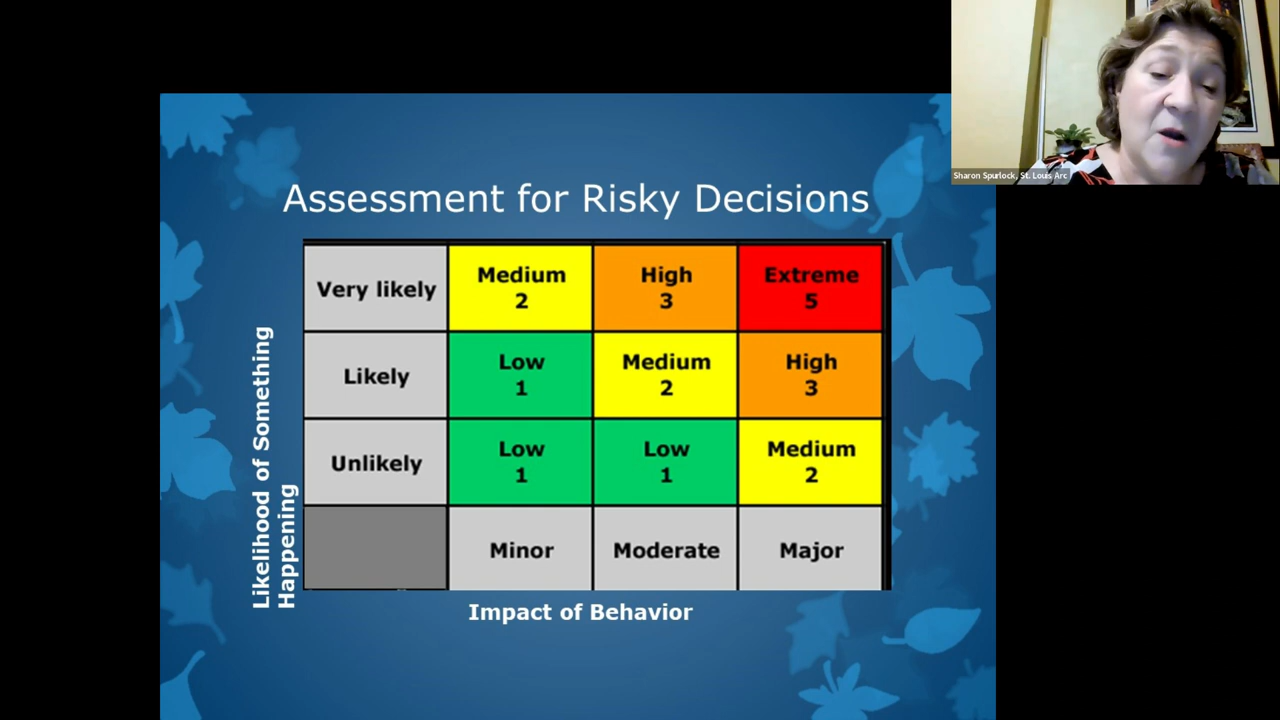 Sharon Spurlock, St. Louis Arc
Assessment for Risky Decisions
Very likely
Medium
2
High
3
Extreme
5
Likely
Low
1
Medium
2
High
3
Unlikely
Low
1
Low
1
Medium
2
Minor
Moderate
Major
Likelihood of Something
Happening
Impact of Behavior